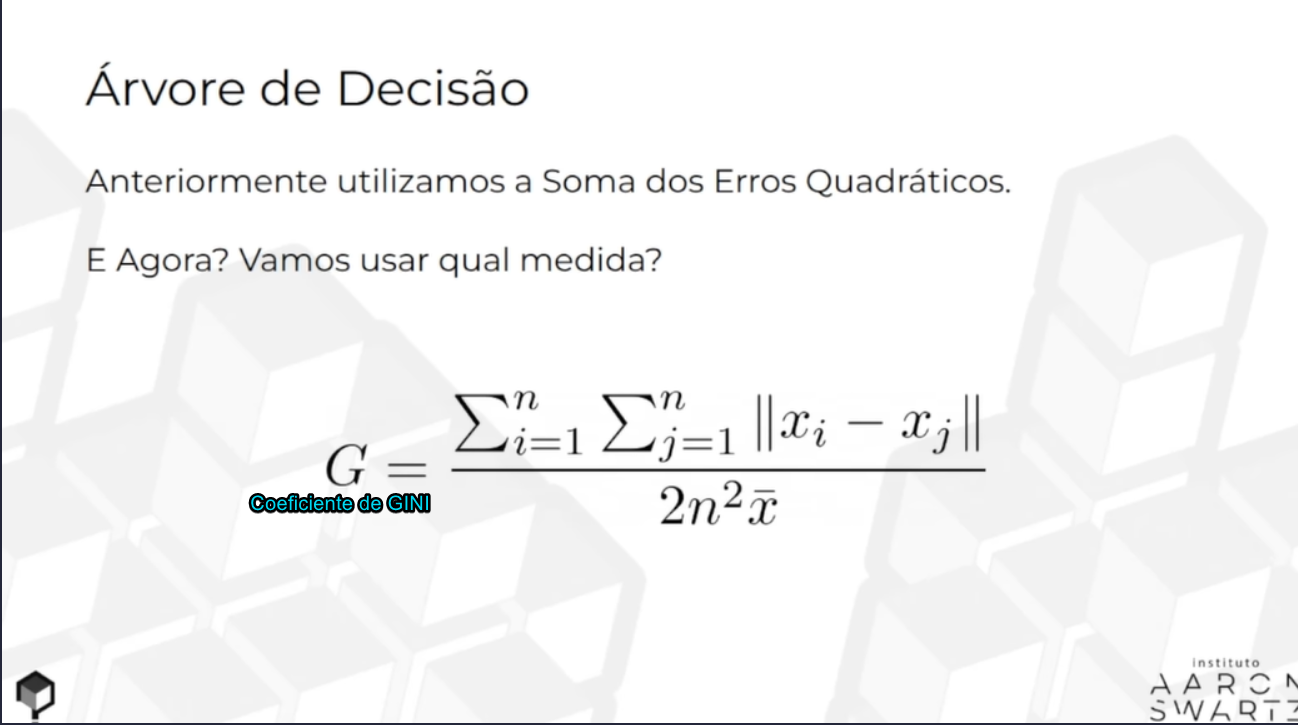 Árvore de Decisão
Anteriormente utilizamos a Soma dos Erros Quadráticos.
E Agora? Vamos usar qual medida?
G = \frac{\sum_{i=1}^{n} \sum_{j=1}^{n} \|x_i - x_j\|}{2n^2\bar{x}}
Coeficiente de GINI
instituto
AARON
SWARTZ